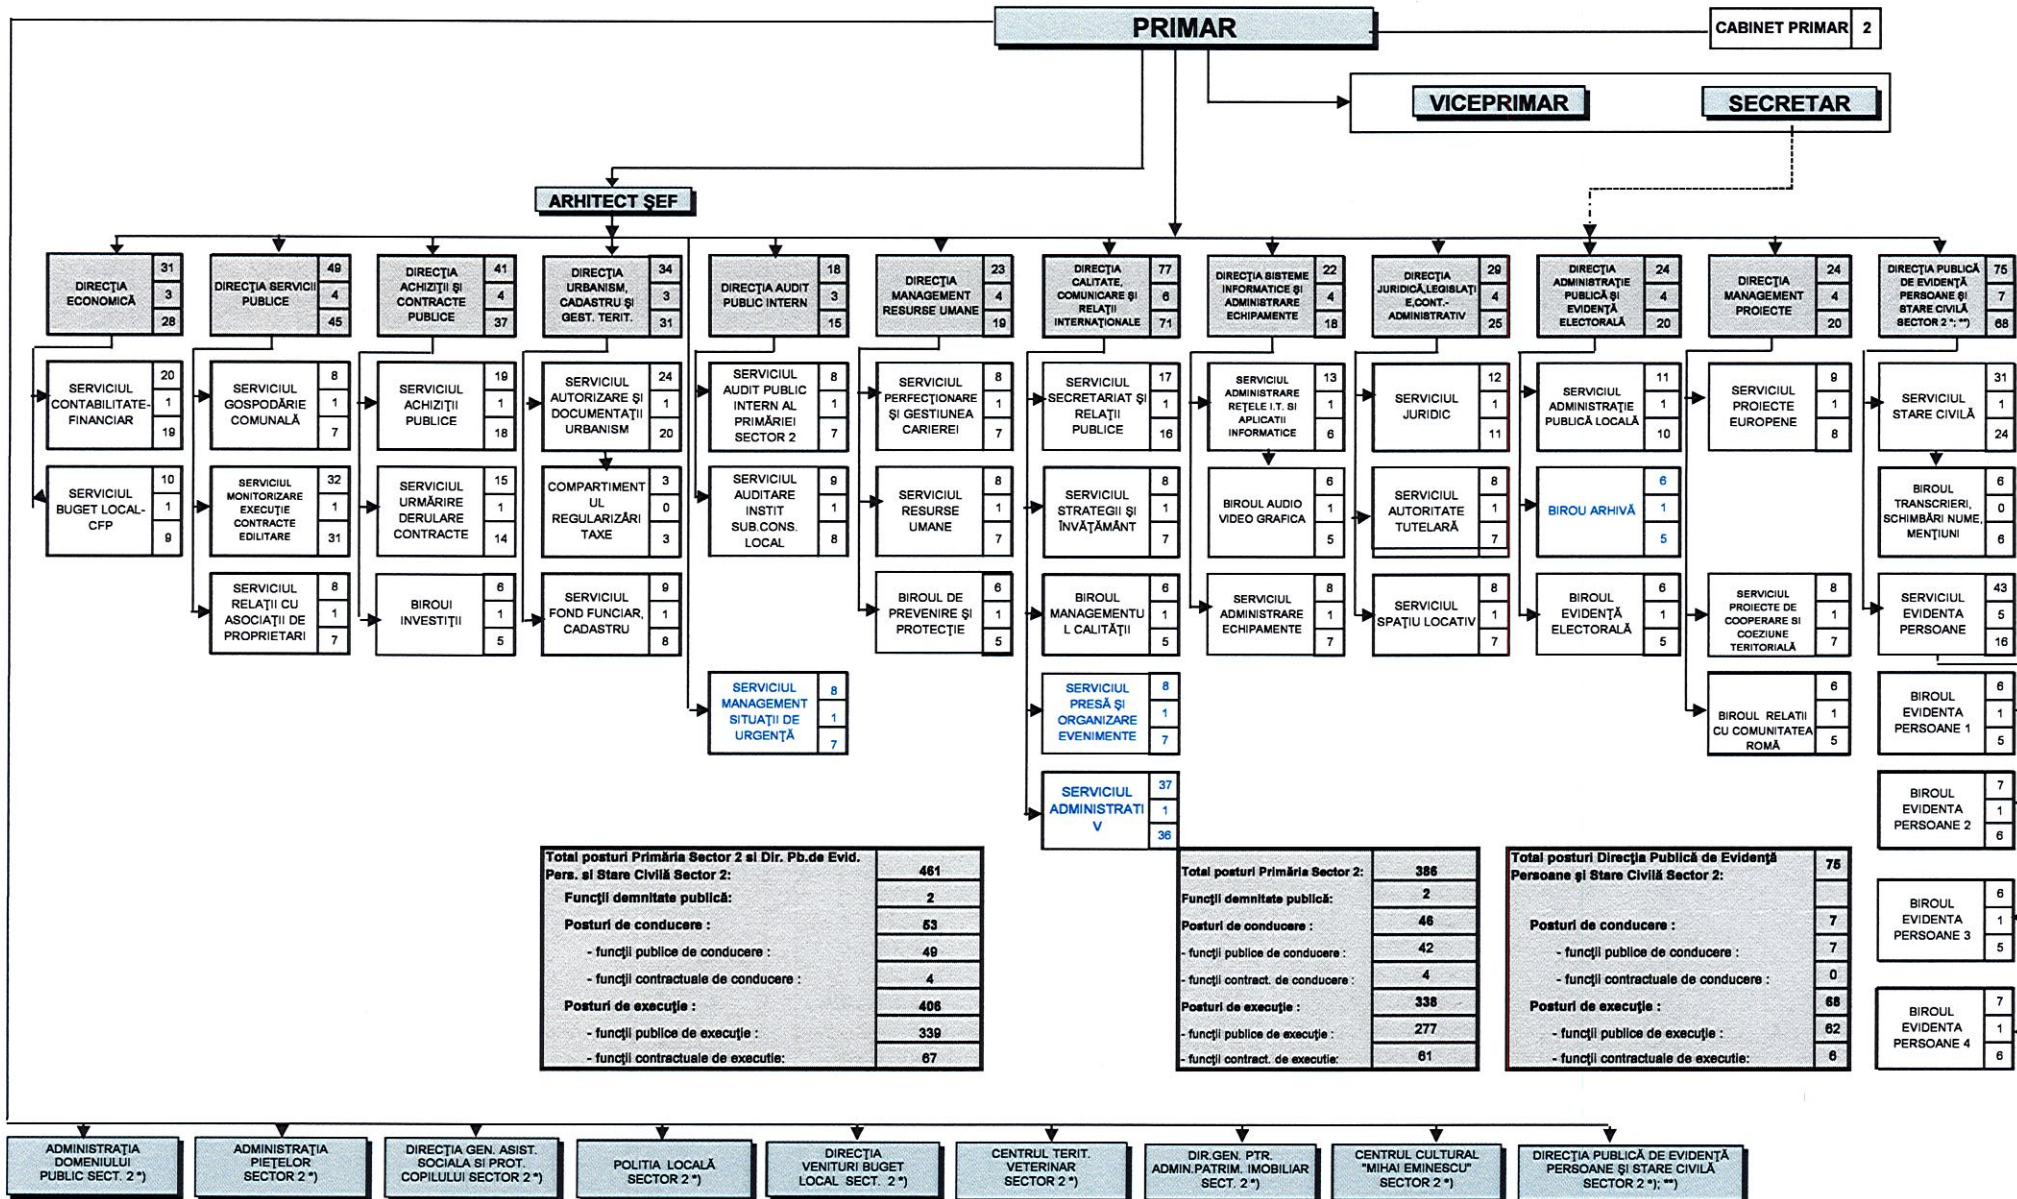 PRIMAR
CABINET PRIMAR 2
VICEPRIMAR
SECRETAR
ARHITECT ŞEF
DIRECŢIA
ECONOMICĂ
31
3
28
DIRECŢIA SERVICII
PUBLICE
49
4
45
DIRECŢIA
ACHIZIŢII ŞI
CONTRACTE
PUBLICE
41
4
37
DIRECŢIA
URBANISM,
CADASTRU ŞI
GEST. TERIT.
34
3
31
DIRECŢIA AUDIT
PUBLIC INTERN
18
3
15
DIRECŢIA
MANAGEMENT
RESURSE UMANE
23
4
19
DIRECŢIA
CALITATE,
COMUNICARE ŞI
RELAŢII
INTERNAŢIONALE
77
6
71
DIRECŢIA SISTEME
INFORMATICE ŞI
ADMINISTRARE
ECHIPAMENTE
22
4
18
DIRECŢIA
JURIDICĂ,LEGISLAŢI
E,CONT.-
ADMINISTRATIV
29
4
25
DIRECŢIA
ADMINISTRAŢIE
PUBLICĂ ŞI
EVIDENŢĂ
ELECTORALĂ
24
4
20
DIRECŢIA
MANAGEMENT
PROIECTE
24
4
20
DIRECŢIA PUBLICĂ
DE EVIDENŢĂ
PERSOANE ŞI
STARE CIVILĂ
SECTOR 2 *; **)
75
7
68
SERVICIUL
CONTABILITATE-
FINANCIAR
20
1
19
SERVICIUL
GOSPODĂRIE
COMUNALĂ
8
1
7
SERVICIUL
ACHIZIŢII
PUBLICE
19
1
18
SERVICIUL
AUTORIZARE ŞI
DOCUMENTAŢII
URBANISM
24
1
20
SERVICIUL
AUDIT PUBLIC
INTERN AL
PRIMĂRIEI
SECTOR 2
8
1
7
SERVICIUL
PERFECŢIONARE
ŞI GESTIUNEA
CARIEREI
8
1
7
SERVICIUL
SECRETARIAT ŞI
RELAŢII
PUBLICE
17
1
16
SERVICIUL
ADMINISTRARE
REŢELE I.T. SI
APLICATII
INFORMATICE
13
1
6
SERVICIUL
JURIDIC
12
1
11
SERVICIUL
ADMINISTRAŢIE
PUBLICĂ LOCALĂ
11
1
10
SERVICIUL
PROIECTE
EUROPENE
9
1
8
SERVICIUL
STARE CIVILĂ
31
1
24
SERVICIUL
BUGET LOCAL-
CFP
10
1
9
SERVICIUL
MONITORIZARE
EXECUTIE
CONTRACTE
EDILITARE
32
1
31
SERVICIUL
URMĂRIRE
DERULARE
CONTRACTE
15
1
14
COMPARTIMENT
UL
REGULARIZĂRI
TAXE
3
0
3
SERVICIUL
AUDITARE
INSTIT
SUB.CONS.
LOCAL
9
1
8
SERVICIUL
RESURSE
UMANE
8
1
7
SERVICIUL
STRATEGII ŞI
ÎNVĂŢĂMÂNT
8
1
7
BIROUL AUDIO
VIDEO GRAFICA
6
1
5
SERVICIUL
AUTORITATE
TUTELARĂ
8
1
7
BIROU ARHIVĂ
6
1
5
BIROUL
TRANSCRIERI,
SCHIMBĂRI NUME,
MENŢIUNI
6
0
6
SERVICIUL
RELAŢII CU
ASOCIAŢII DE
PROPRIETARI
8
1
7
BIROUI
INVESTIŢII
6
1
5
SERVICIUL
FOND FUNCIAR,
CADASTRU
9
1
8
BIROUL DE
PREVENIRE ŞI
PROTECŢIE
6
1
5
BIROUL
MANAGEMENTU
L CALITĂŢII
6
1
5
SERVICIUL
ADMINISTRARE
ECHIPAMENTE
8
1
7
SERVICIUL
SPAŢIU LOCATIV
8
1
7
BIROUL
EVIDENŢĂ
ELECTORALĂ
6
1
5
SERVICIUL
PROIECTE DE
COOPERARE SI
COEZIUNE
TERITORIALĂ
8
1
7
SERVICIUL
EVIDENTA
PERSOANE
43
5
16
SERVICIUL
MANAGEMENT
SITUAŢII DE
URGENŢĂ
8
1
7
SERVICIUL
PRESĂ ŞI
ORGANIZARE
EVENIMENTE
8
1
7
BIROUL RELATII
CU COMUNITATEA
ROMĂ
6
1
5
BIROUL
EVIDENTA
PERSOANE 1
6
1
5
SERVICIUL
ADMINISTRATI
V
37
1
36
BIROUL
EVIDENTA
PERSOANE 2
7
1
6
BIROUL
EVIDENTA
PERSOANE 3
6
1
5
BIROUL
EVIDENTA
PERSOANE 4
7
1
6
Total posturi Primăria Sector 2 si Dir. Pb.de Evid.
Pers. si Stare Civilă Sector 2: 461
Funcţii demnitate publică: 2
Posturi de conducere : 53
- funcţii publice de conducere : 49
- funcţii contractuale de conducere : 4
Posturi de execuţie : 406
- funcţii publice de execuţie : 339
- funcţii contractuale de executie: 67
Total posturi Primăria Sector 2: 386
Funcţii demnitate publică: 2
Posturi de conducere : 46
- funcţii publice de conducere : 42
- funcţii contract. de conducere : 4
Posturi de execuţie : 338
- funcţii publice de execuţie : 277
- funcţii contract. de executie: 61
Total posturi Direcţia Publică de Evidenţă
Persoane şi Stare Civilă Sector 2: 75
Posturi de conducere : 7
- funcţii publice de conducere : 7
- funcţii contractuale de conducere : 0
Posturi de execuţie : 68
- funcţii publice de execuţie : 62
- funcţii contractuale de executie: 6
ADMINISTRAŢIA
DOMENIULUI
PUBLIC SECT. 2 *)
ADMINISTRAŢIA
PIEŢELOR
SECTOR 2 *)
DIRECŢIA GEN. ASIST.
SOCIALA SI PROT.
COPILULUI SECTOR 2 *)
POLITIA LOCALĂ
SECTOR 2 *)
DIRECŢIA
VENITURI BUGET
LOCAL SECT. 2 *)
CENTRUL TERIT.
VETERINAR
SECTOR 2 *)
DIR.GEN. PTR.
ADMIN.PATRIM. IMOBILIAR
SECT. 2 *)
CENTRUL CULTURAL
"MIHAI EMINESCU"
SECTOR 2 *)
DIRECŢIA PUBLICĂ DE EVIDENŢĂ
PERSOANE ŞI STARE CIVILĂ
SECTOR 2 *); **)